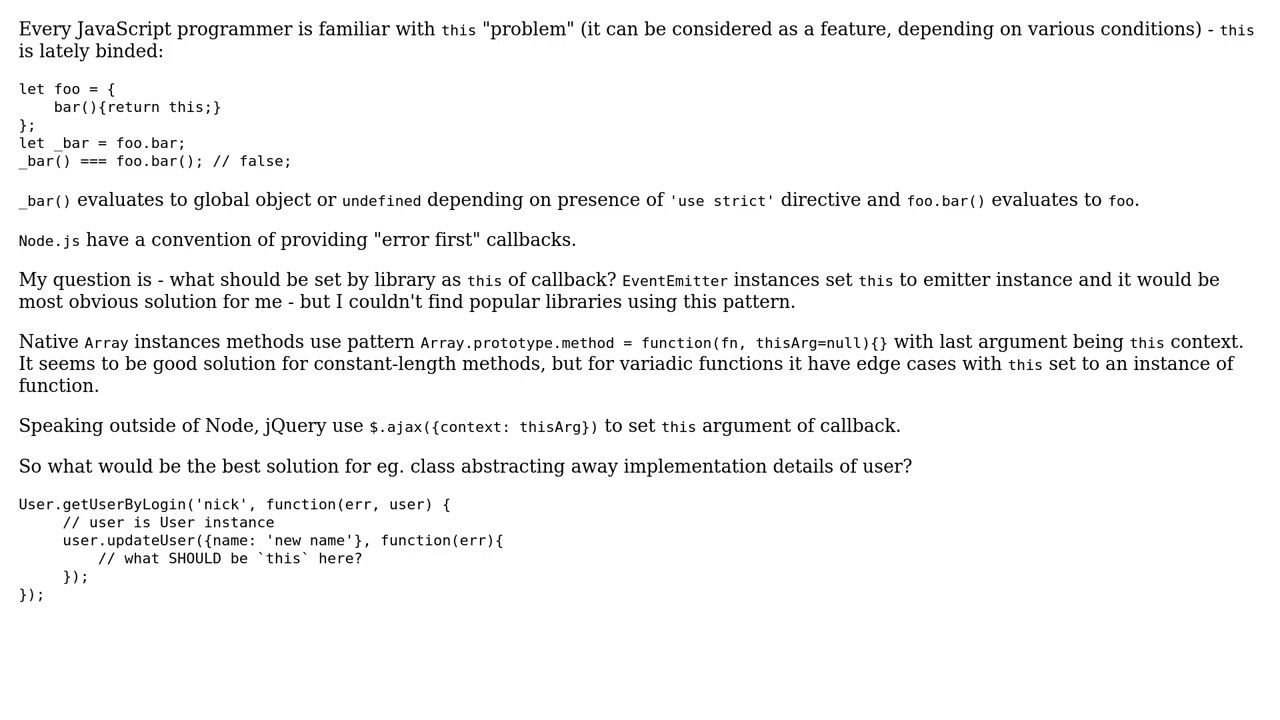 Every JavaScript programmer is familiar with this "problem" (it can be considered as a feature, depending on various conditions) - this
is lately binded:
let foo = {
    bar(){return this;}
};
let _bar = foo.bar;
_bar() === foo.bar(); // false;
_bar() evaluates to global object or undefined depending on presence of 'use strict' directive and foo.bar() evaluates to foo.
Node.js have a convention of providing "error first" callbacks.
My question is - what should be set by library as this of callback? EventEmitter instances set this to emitter instance and it would be
most obvious solution for me - but I couldn't find popular libraries using this pattern.
Native Array instances methods use pattern Array.prototype.method = function(fn, thisArg=null){} with last argument being this context.
It seems to be good solution for constant-length methods, but for variadic functions it have edge cases with this set to an instance of
function.
Speaking outside of Node, jQuery use $.ajax({context: thisArg}) to set this argument of callback.
So what would be the best solution for eg. class abstracting away implementation details of user?
User.getUserByLogin('nick', function(err, user) {
     // user is User instance
     user.updateUser({name: 'new name'}, function(err){
         // what SHOULD be `this` here?
     });
});